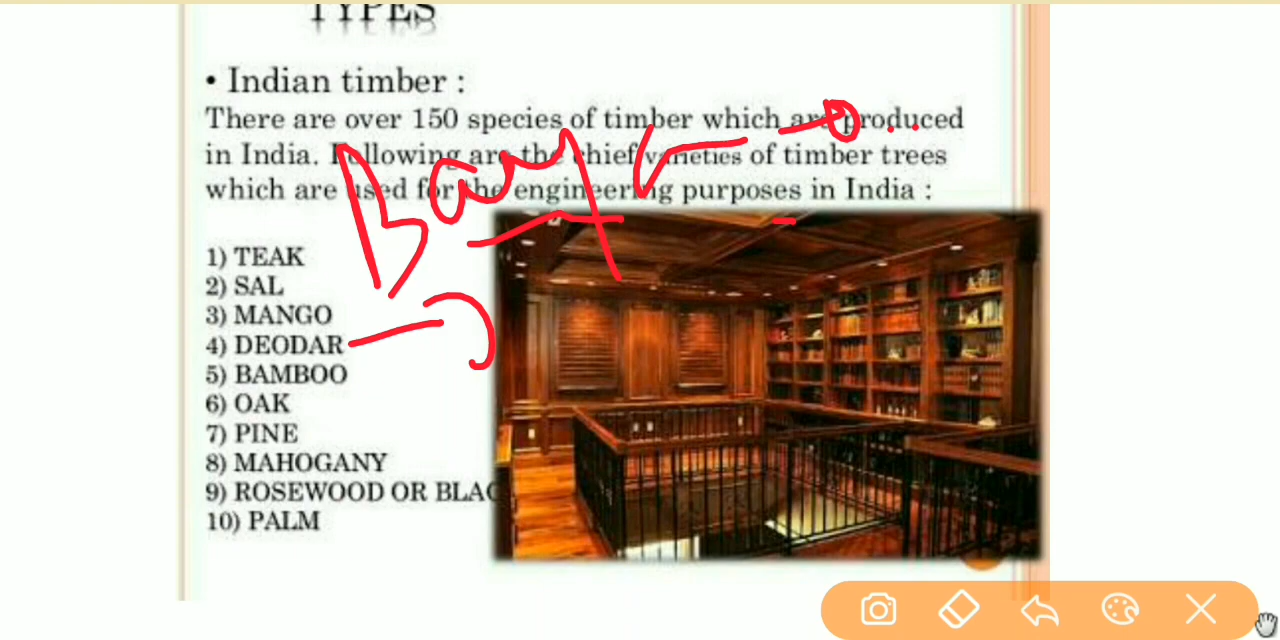 TYPES
• Indian timber :
There are over 150 species of timber which are produced
in India. Following are the chief varieties of timber trees
which are used for the engineering purposes in India :
1) TEAK
2) SAL
3) MANGO
4) DEODAR
5) BAMBOO
6) OAK
7) PINE
8) MAHOGANY
9) ROSEWOOD OR BLAC
10) PALM